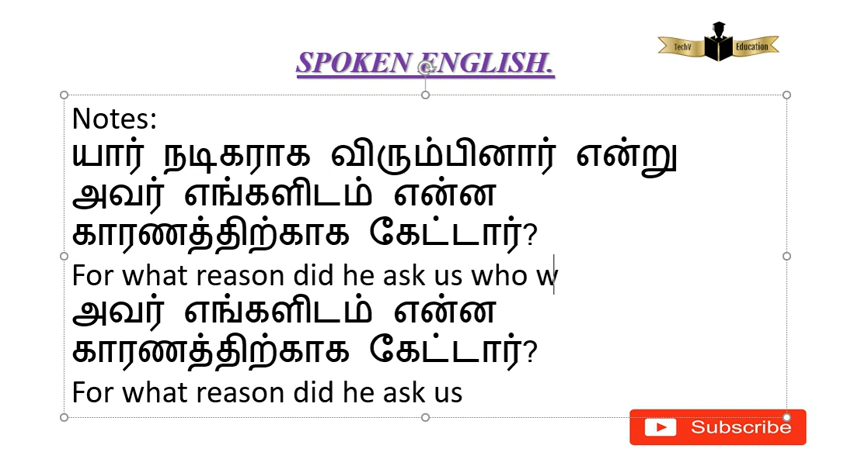 TechV Education
SPOKEN ENGLISH.
Notes:
யார் நடிகராக விரும்பினார் என்று
அவர் எங்களிடம் என்ன
காரணத்திற்காக கேட்டார்?
For what reason did he ask us who w
அவர் எங்களிடம் என்ன
காரணத்திற்காக கேட்டார்?
For what reason did he ask us
Subscribe